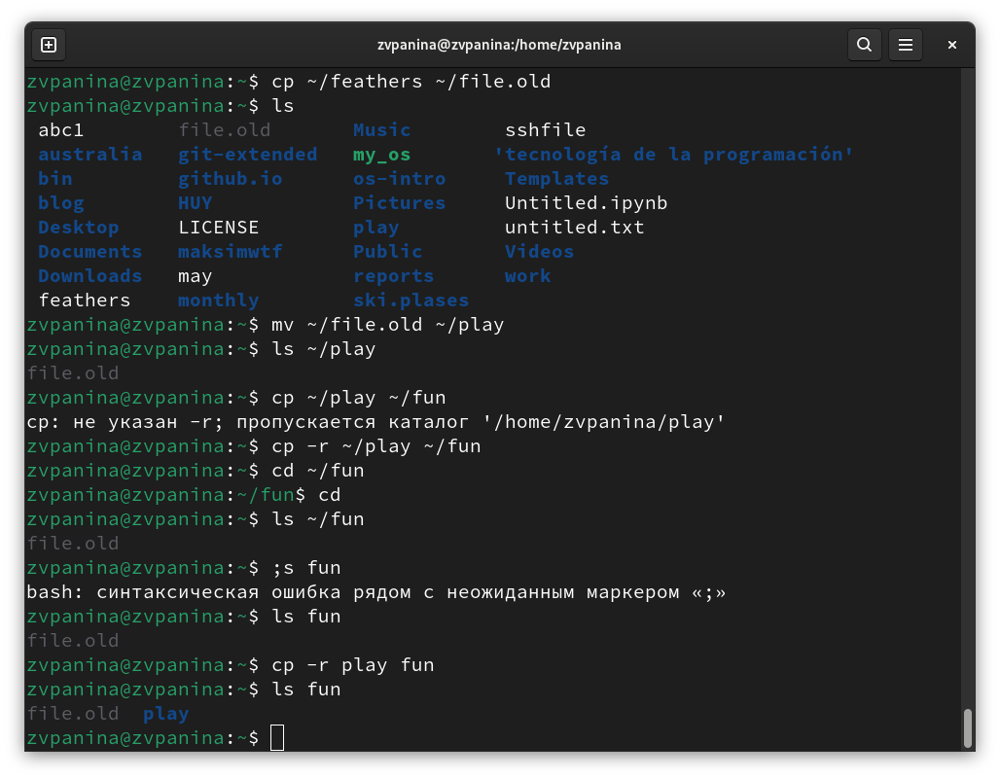 zvpanina@zvpanina:/home/zvpanina
zvpanina@zvpanina:~$ cp ~/feathers ~/file.old
zvpanina@zvpanina:~$ ls
abc1 file.old Music sshfile
australia git-extended my_os 'tecnología de la programación'
bin github.io os-intro Templates
blog HUY Pictures Untitled.ipynb
Desktop LICENSE play untitled.txt
Documents maksimwtf Public Videos
Downloads may reports work
feathers monthly ski.plases
zvpanina@zvpanina:~$ mv ~/file.old ~/play
zvpanina@zvpanina:~$ ls ~/play
file.old
zvpanina@zvpanina:~$ cp ~/play ~/fun
cp: не указан -r; пропускается каталог '/home/zvpanina/play'
zvpanina@zvpanina:~$ cp -r ~/play ~/fun
zvpanina@zvpanina:~$ cd ~/fun
zvpanina@zvpanina:~/fun$ cd
zvpanina@zvpanina:~$ ls ~/fun
file.old
zvpanina@zvpanina:~$ ;s fun
bash: синтаксическая ошибка рядом с неожиданным маркером «;»
zvpanina@zvpanina:~$ ls fun
file.old
zvpanina@zvpanina:~$ cp -r play fun
zvpanina@zvpanina:~$ ls fun
file.old play
zvpanina@zvpanina:~$